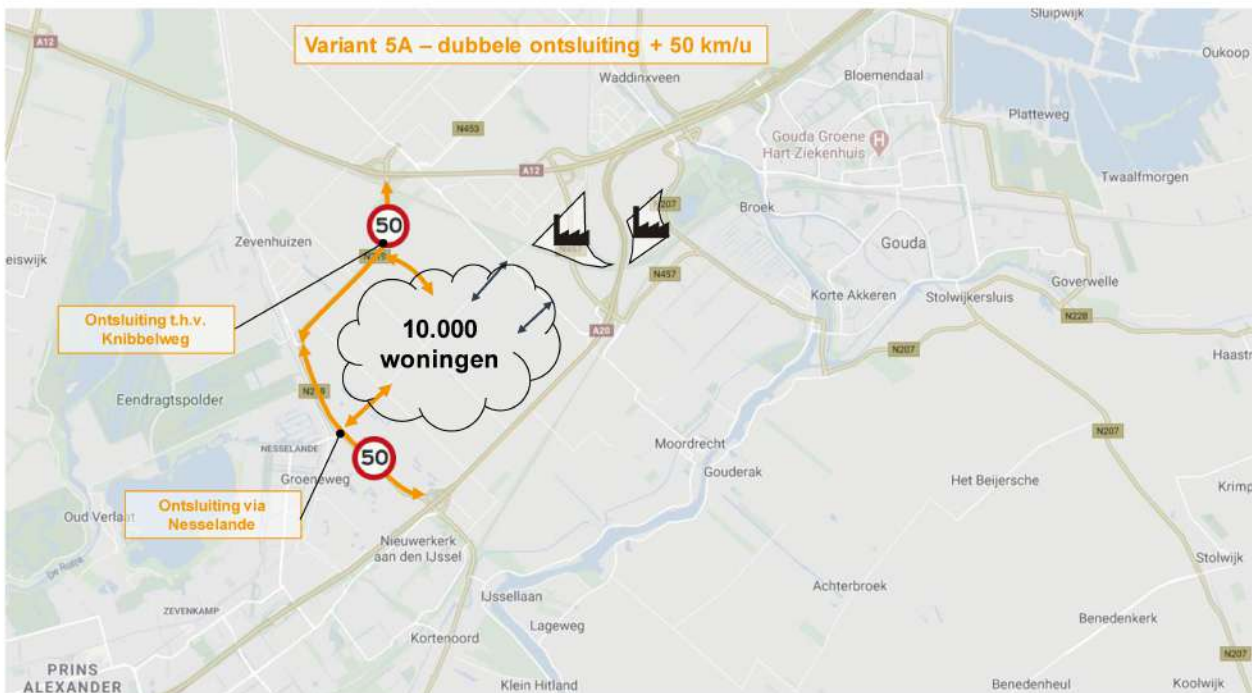 Sluipwijk
A12
Variant 5A – dubbele ontsluiting + 50 km/u
Oukoop
Waddinxveen
Bloemendaal
Platteweg
N453
Gouda Groene
Hart Ziekenhuis
H
A12
A12
Twaalfmorgen
50
N207
Broek
Zevenhuizen
Gouda
eiswijk
N457
Goverwelle
Korte Akkeren
Stolwijkersluis
Ontsluiting t.h.v.
Knibbelweg
10.000
woningen
A20
N228
N207
Haastr
Eendragtspolder
N207
Moordrecht
NESSELANDE
50
Gouderak
Groeneweg
Het Beijersche
Krimp
Ontsluiting via
Nesselande
Oud Verlaat
Nieuwerkerk
aan den IJssel
Stolwijk
De Rotte
Achterbroek
IJssellaan
ZEVENKAMP
Benedenkerk
Lageweg
Kortenoord
N207
PRINS
ALEXANDER
Klein Hitland
Benedenheul
Koolwijk